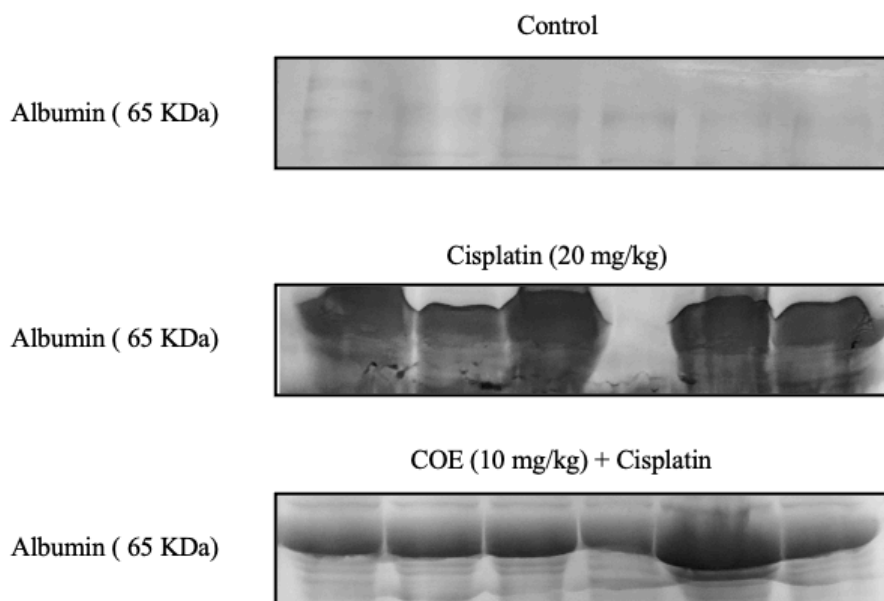 Control
Albumin ( 65 KDa)
Cisplatin (20 mg/kg)
Albumin ( 65 KDa)
COE (10 mg/kg) + Cisplatin
Albumin ( 65 KDa)